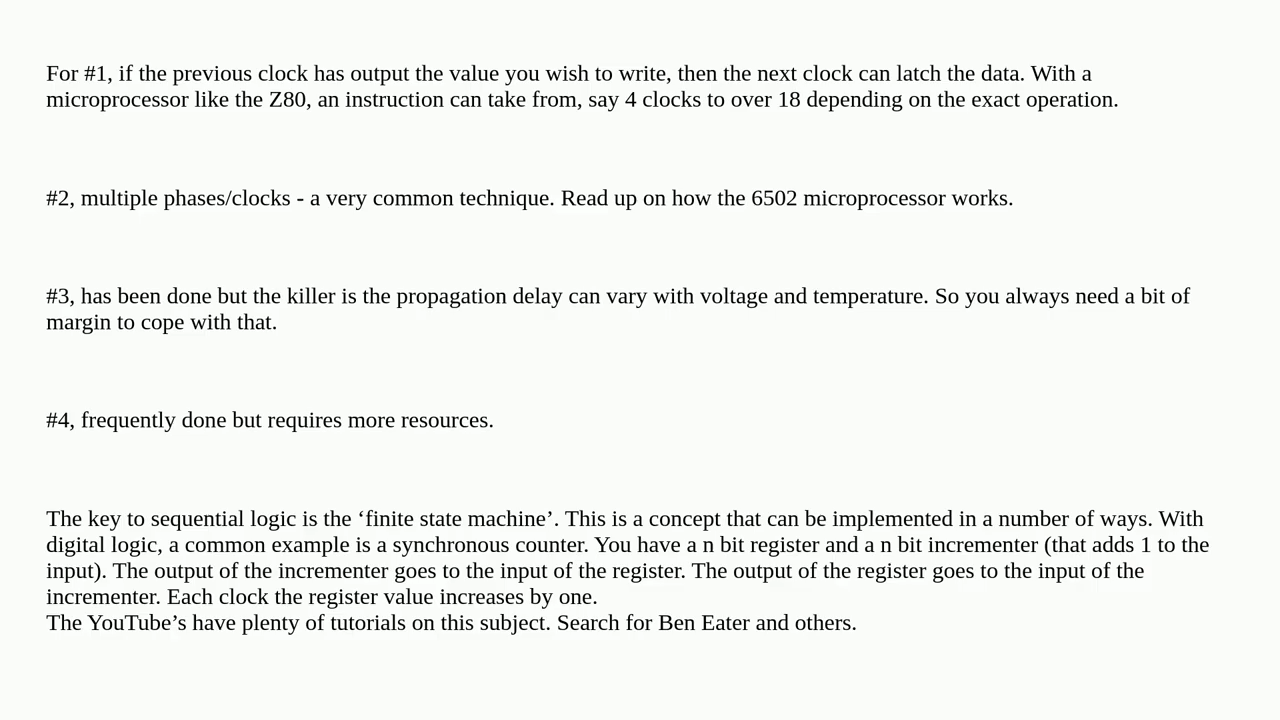 For #1, if the previous clock has output the value you wish to write, then the next clock can latch the data. With a
microprocessor like the Z80, an instruction can take from, say 4 clocks to over 18 depending on the exact operation.
#2, multiple phases/clocks - a very common technique. Read up on how the 6502 microprocessor works.
#3, has been done but the killer is the propagation delay can vary with voltage and temperature. So you always need a bit of
margin to cope with that.
#4, frequently done but requires more resources.
The key to sequential logic is the ‘finite state machine’. This is a concept that can be implemented in a number of ways. With
digital logic, a common example is a synchronous counter. You have a n bit register and a n bit incrementer (that adds 1 to the
input). The output of the incrementer goes to the input of the register. The output of the register goes to the input of the
incrementer. Each clock the register value increases by one.
The YouTube’s have plenty of tutorials on this subject. Search for Ben Eater and others.